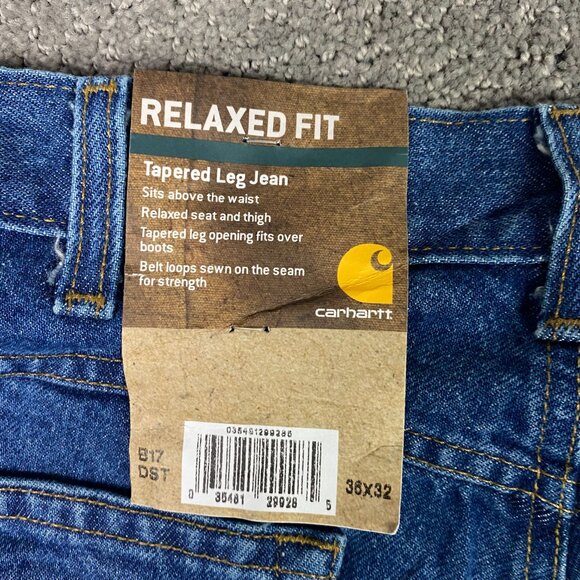 RELAXED FIT
Tapered Leg Jean
Sits above the waist
Relaxed seat and thigh
Tapered leg opening fits over
boots
Belt loops sewn on the seam
for strength
carhartt
035481299285
B17
DST
0 35481 29928 5
36X32